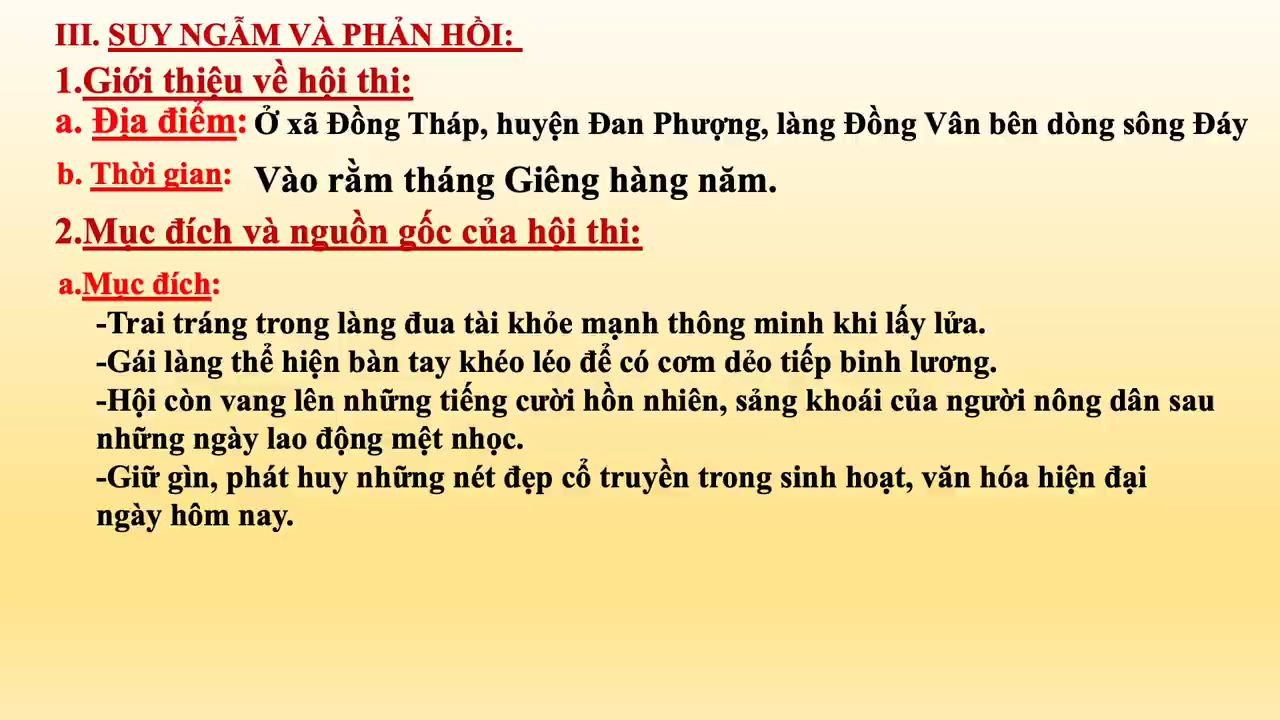 III. SUY NGẪM VÀ PHẢN HỒI:
1.Giới thiệu về hội thi:
a. Địa điểm: Ở xã Đồng Tháp, huyện Đan Phượng, làng Đồng Vân bên dòng sông Đáy
b. Thời gian: Vào rằm tháng Giêng hàng năm.
2.Mục đích và nguồn gốc của hội thi:
a.Mục đích:
-Trai tráng trong làng đua tài khỏe mạnh thông minh khi lấy lửa.
-Gái làng thể hiện bàn tay khéo léo để có cơm dẻo tiếp binh lương.
-Hội còn vang lên những tiếng cười hồn nhiên, sảng khoái của người nông dân sau
những ngày lao động mệt nhọc.
-Giữ gìn, phát huy những nét đẹp cổ truyền trong sinh hoạt, văn hóa hiện đại
ngày hôm nay.